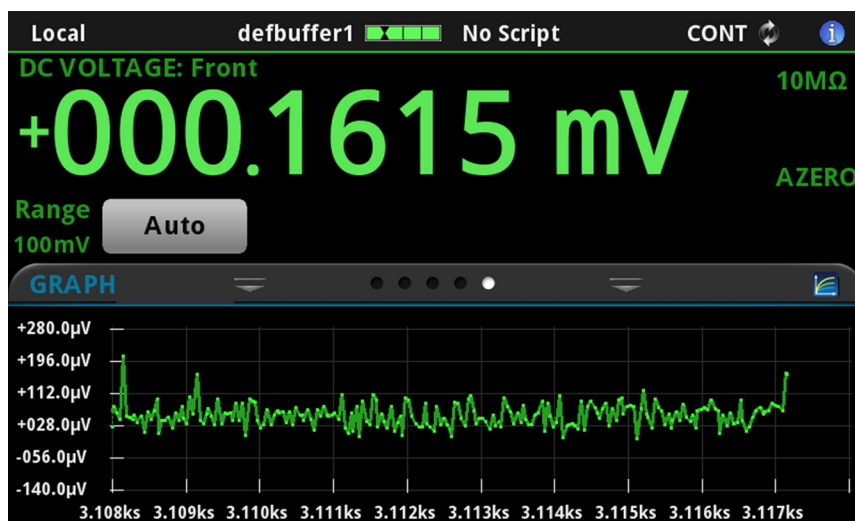 Local defbuffer1 No Script CONT i
DC VOLTAGE: Front
10MΩ
+000.1615 mV
AZERO
Range
100mV
Auto
GRAPH
+280.0µV
+196.0µV
+112.0µV
+028.0µV
-056.0µV
-140.0µV
3.108ks 3.109ks 3.110ks 3.111ks 3.112ks 3.113ks 3.114ks 3.115ks 3.116ks 3.117ks